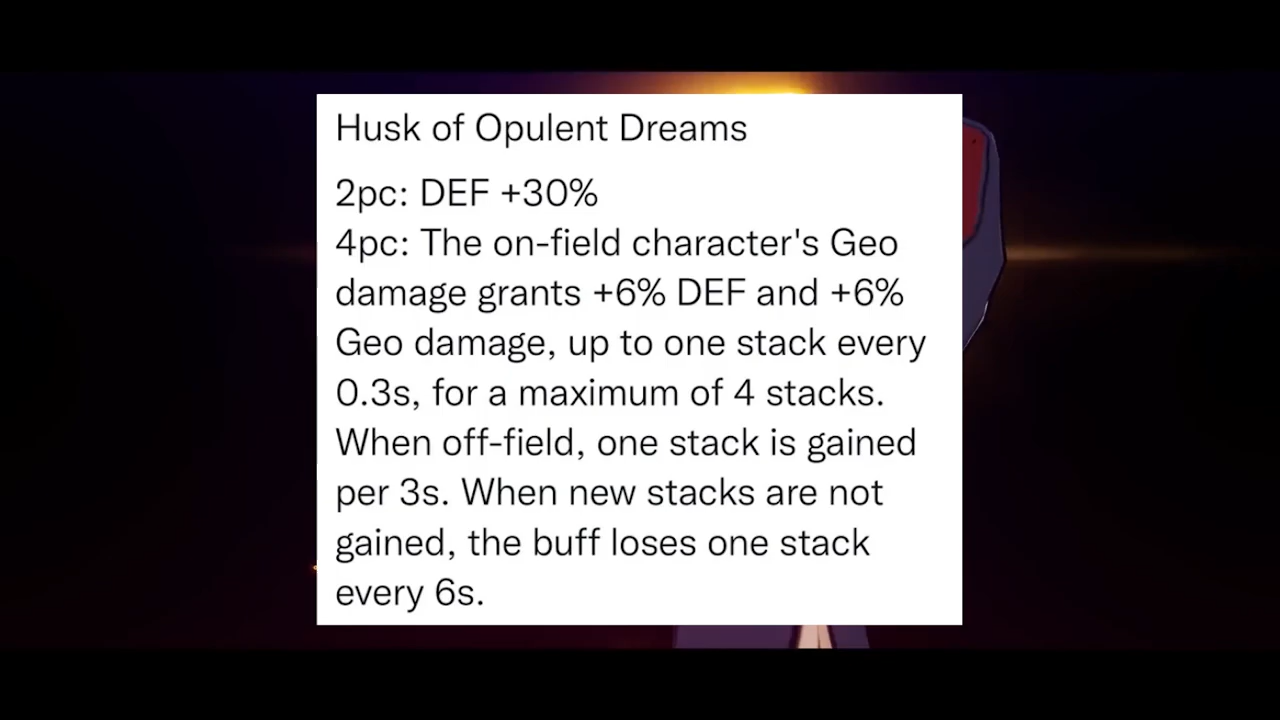 Husk of Opulent Dreams
2pc: DEF +30%
4pc: The on-field character's Geo
damage grants +6% DEF and +6%
Geo damage, up to one stack every
0.3s, for a maximum of 4 stacks.
When off-field, one stack is gained
per 3s. When new stacks are not
gained, the buff loses one stack
every 6s.